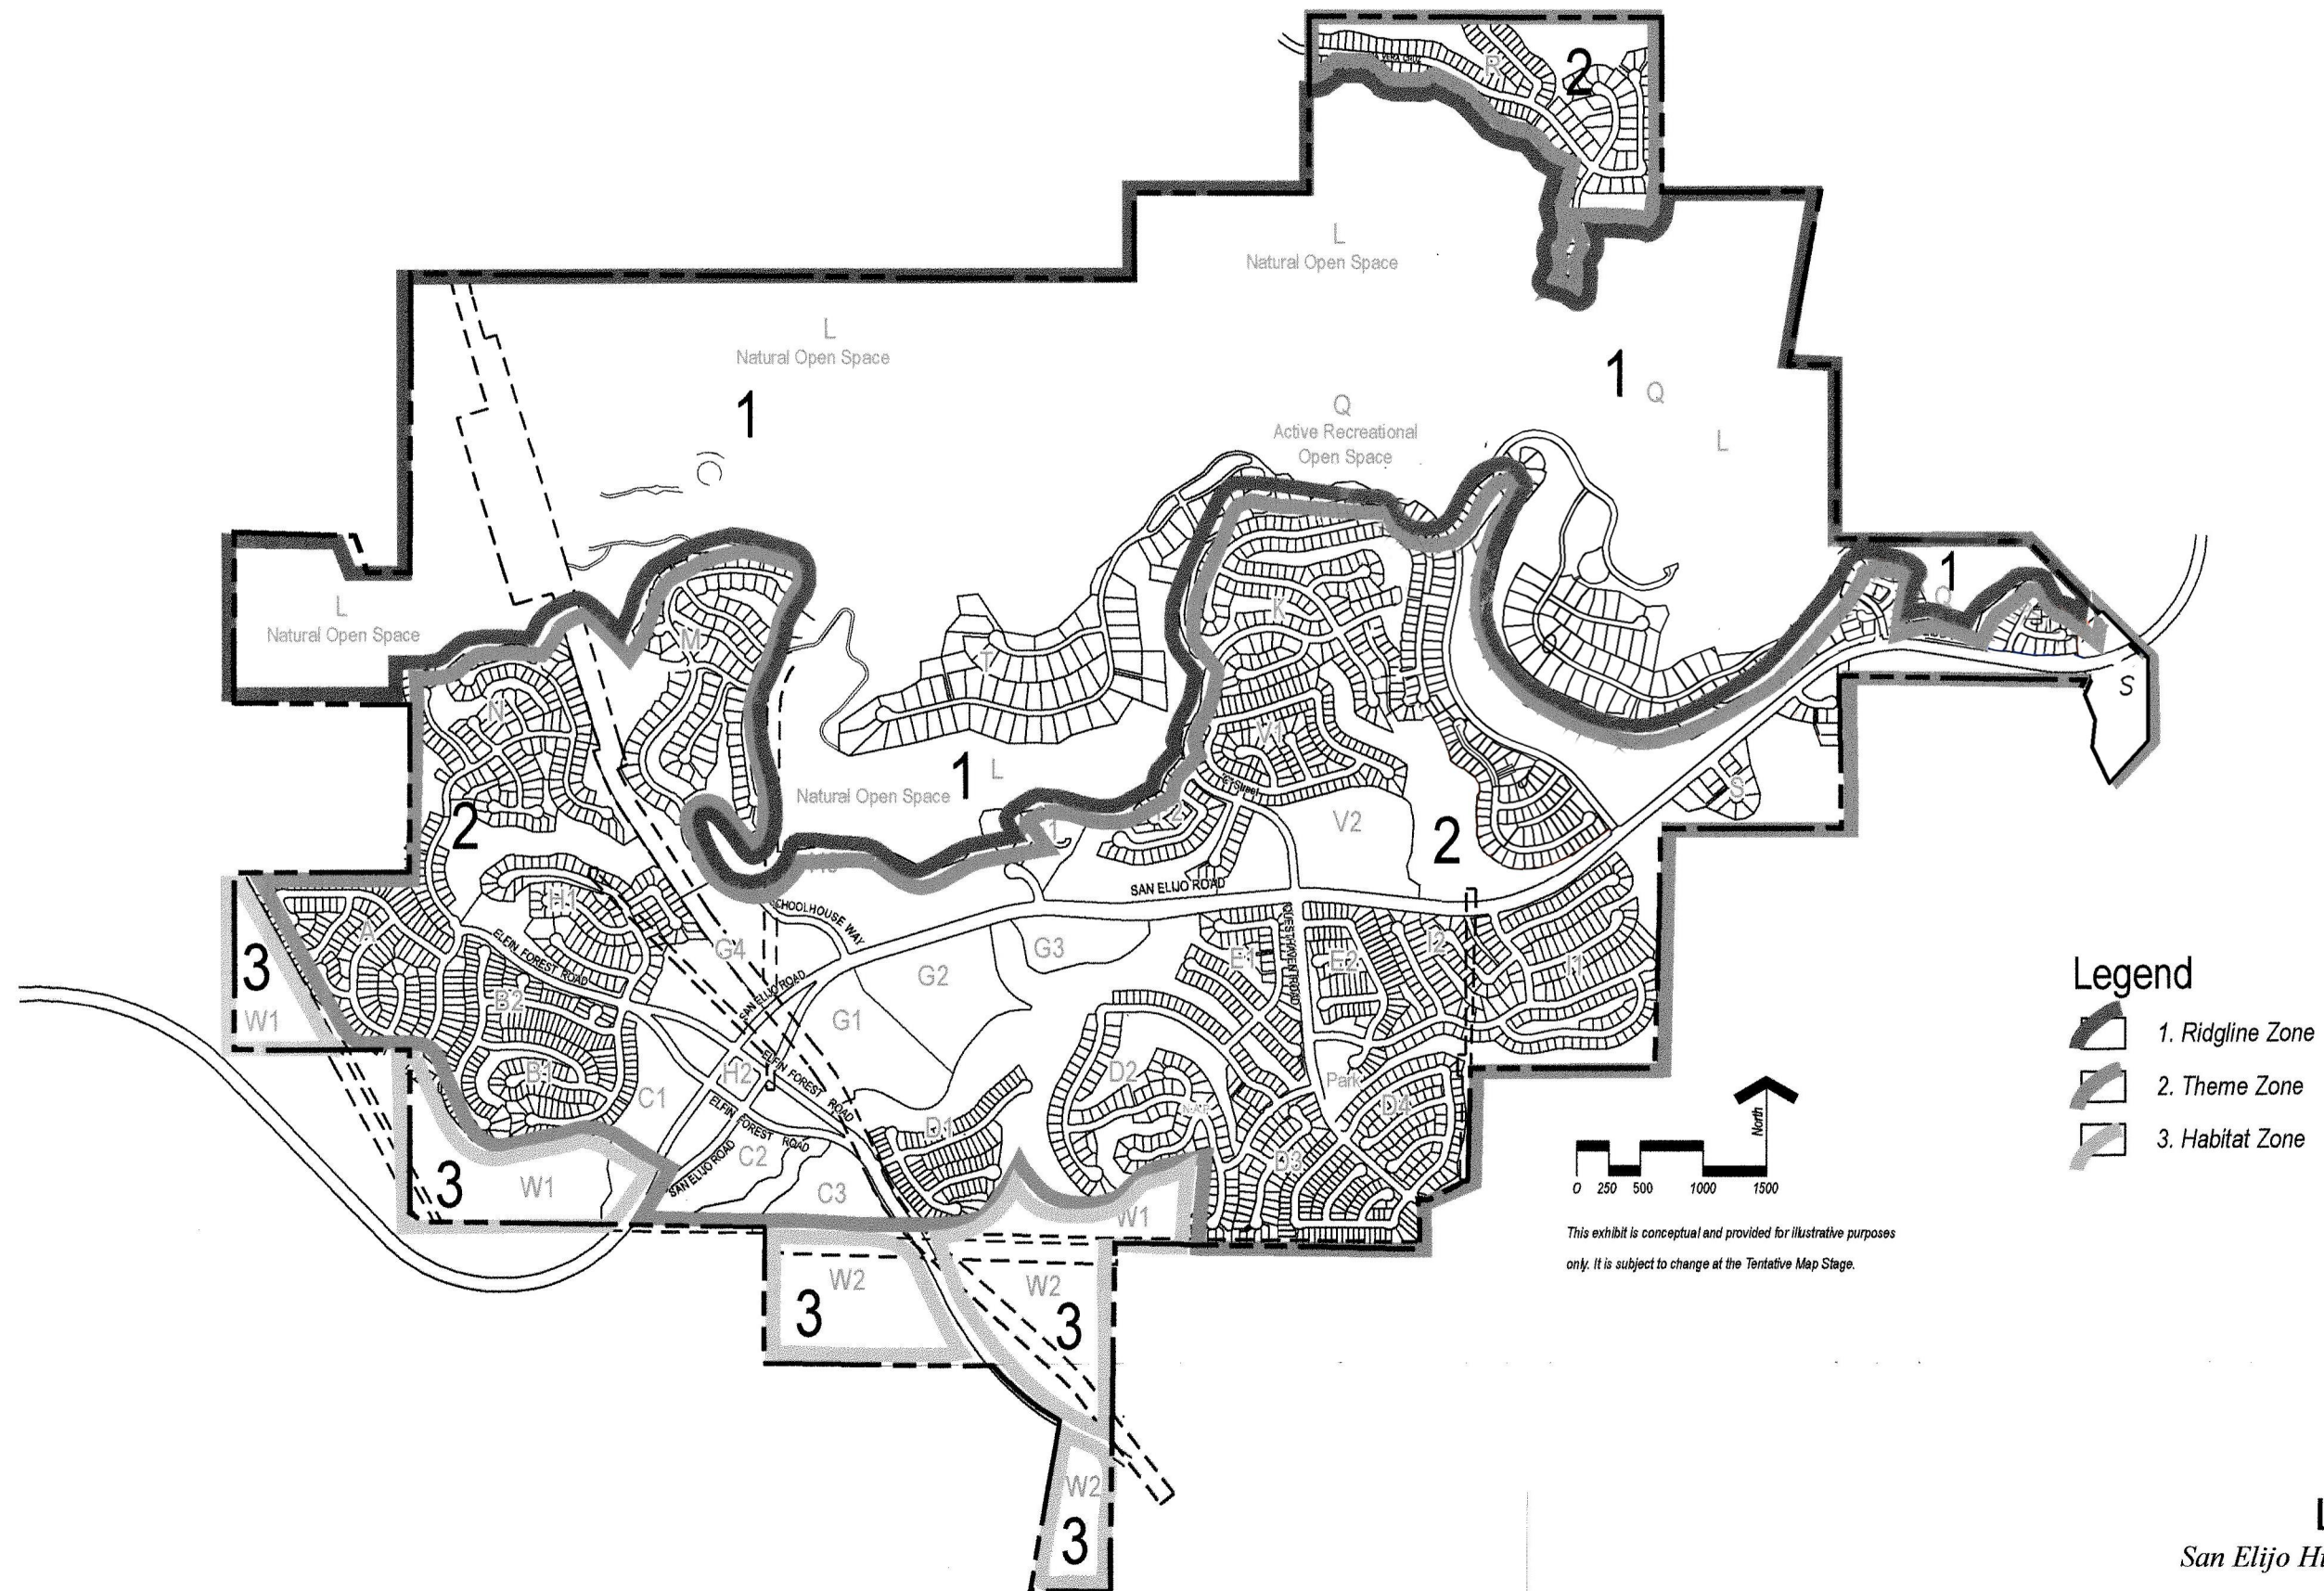 R
2
L
Natural Open Space
L
Natural Open Space
1
1
Q
Q
Active Recreational
Open Space
L
1
Q
L
Natural Open Space
K
M
T
S
N
V1
1
L
Natural Open Space
S
V2
2
2
SAN ELIJO ROAD
H1
SCHOOLHOUSE WAY
A
ELFIN FOREST ROAD
G4
G3
E1
QUESTHAVEN ROAD
E2
I2
I1
3
W1
B2
SAN ELIJO ROAD
G2
G1
Legend
1. Ridgline Zone
2. Theme Zone
3. Habitat Zone
B1
C1
H2
ELFIN FOREST ROAD
D2
Park
D4
North
ELFIN FOREST ROAD
D1
SAN ELIJO ROAD
C2
C3
D3
3
W1
W1
0 250 500 1000 1500
This exhibit is conceptual and provided for illustrative purposes
only. It is subject to change at the Tentative Map Stage.
W2
3
W2
3
W2
3
San Elijo